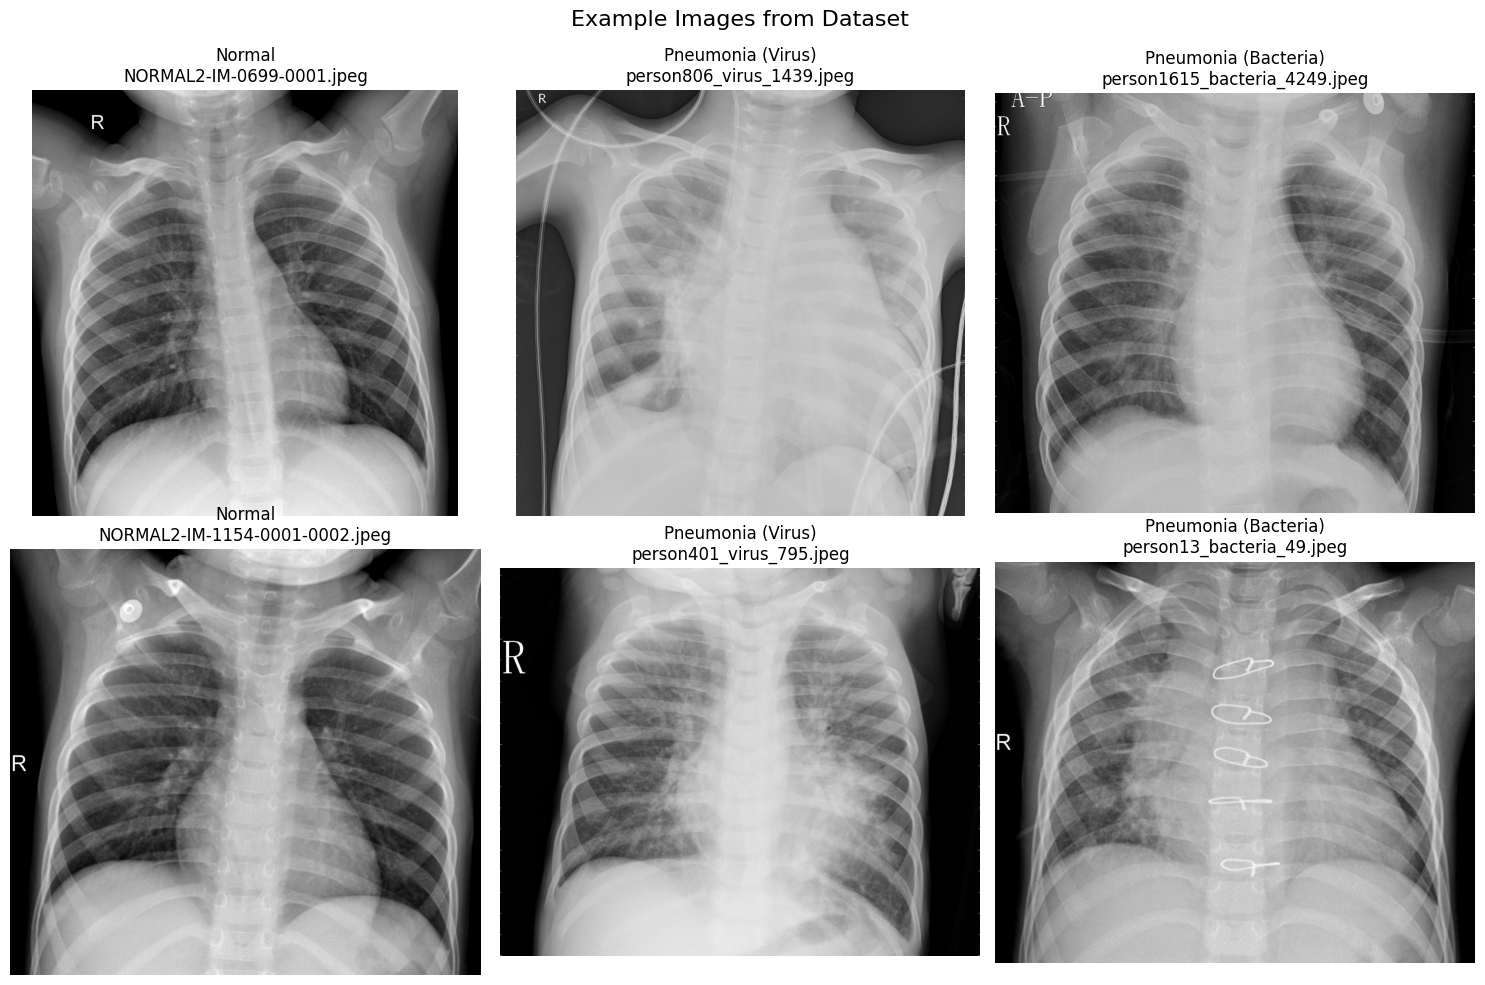 Example Images from Dataset
Normal
NORMAL2-IM-0699-0001.jpeg
R
Pneumonia (Virus)
person806_virus_1439.jpeg
R
Pneumonia (Bacteria)
person1615_bacteria_4249.jpeg
A-P
R
Normal
NORMAL2-IM-1154-0001-0002.jpeg
R
Pneumonia (Virus)
person401_virus_795.jpeg
R
Pneumonia (Bacteria)
person13_bacteria_49.jpeg
R